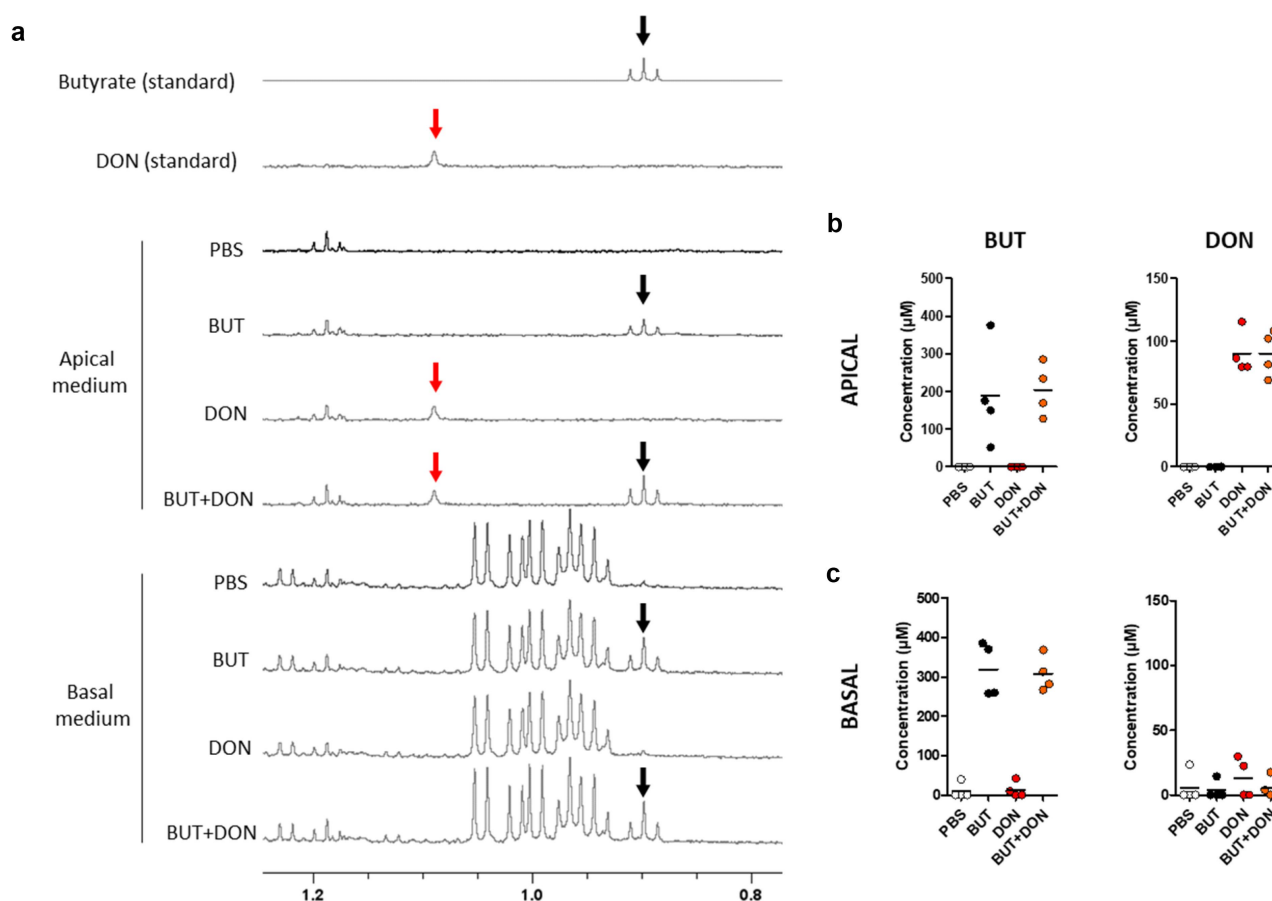 a
Butyrate (standard)
DON (standard)
Apical
medium
PBS
BUT
DON
BUT+DON
Basal
medium
PBS
BUT
DON
BUT+DON
1.2 1.0 0.8
b
BUT DON
APICAL
Concentration (µM)
500
400
300
200
100
0
PBS
BUT
DON
BUT+DON
Concentration (µM)
150
100
50
0
PBS
BUT
DON
BUT+DON
c
BASAL
Concentration (µM)
500
400
300
200
100
0
PBS
BUT
DON
BUT+DON
Concentration (µM)
150
100
50
0
PBS
BUT
DON
BUT+DON